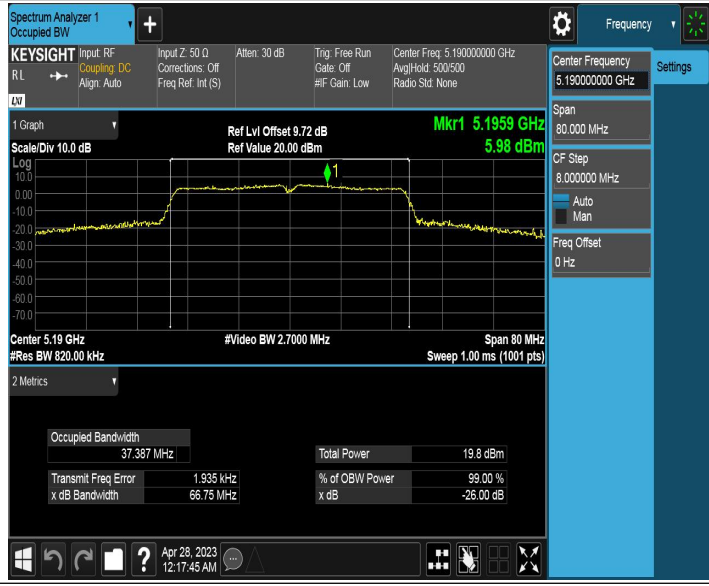 Spectrum Analyzer 1
Occupied BW
Frequency
KEYSIGHT
R L
LXI
Input: RF
Coupling: DC
Align: Auto
Input Z: 50 Ω
Corrections: Off
Freq Ref: Int (S)
Atten: 30 dB
Trig: Free Run
Gate: Off
#IF Gain: Low
Center Freq: 5.190000000 GHz
Avg|Hold: 500/500
Radio Std: None
Center Frequency
5.190000000 GHz
Settings
Span
80.000 MHz
CF Step
8.000000 MHz
Auto
Man
Freq Offset
0 Hz
1 Graph
Scale/Div 10.0 dB
Ref Lvl Offset 9.72 dB
Ref Value 20.00 dBm
Mkr1 5.1959 GHz
5.98 dBm
Log
10.0
0.00
-10.0
-20.0
-30.0
-40.0
-50.0
-60.0
-70.0
1
Center 5.19 GHz
#Res BW 820.00 kHz
#Video BW 2.7000 MHz
Span 80 MHz
Sweep 1.00 ms (1001 pts)
2 Metrics
Occupied Bandwidth
37.387 MHz
Transmit Freq Error 1.935 kHz
x dB Bandwidth 66.75 MHz
Total Power 19.8 dBm
% of OBW Power 99.00 %
x dB -26.00 dB
?
Apr 28, 2023
12:17:45 AM